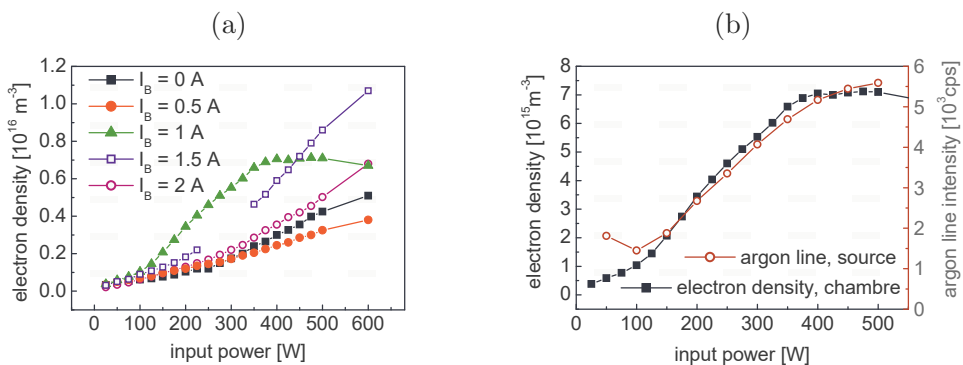 (a)
(b)
electron density [10^16 m^-3]
1.2
1.0
0.8
0.6
0.4
0.2
0.0
I_B = 0 A
I_B = 0.5 A
I_B = 1 A
I_B = 1.5 A
I_B = 2 A
0 100 200 300 400 500 600
input power [W]
electron density [10^15 m^-3]
8
7
6
5
4
3
2
1
0
argon line, source
electron density, chambre
0 100 200 300 400 500
input power [W]
6
5
4
3
2
1
0
argon line intensity [10^3 cps]